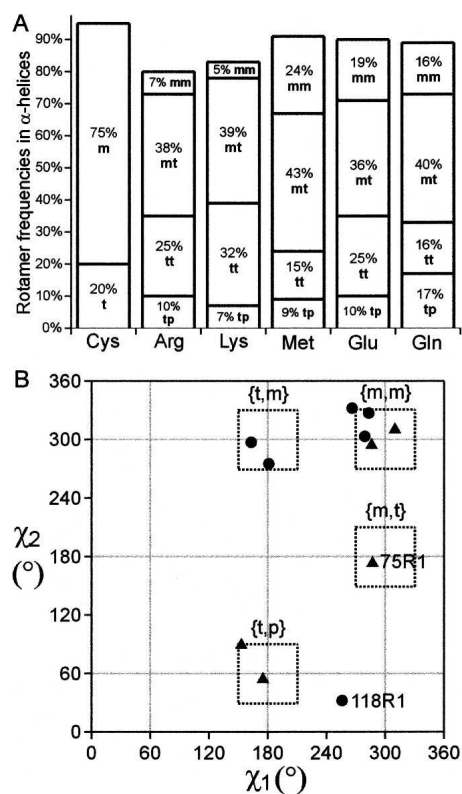 A
Rotamer frequencies in α-helices
90%
80%
70%
60%
50%
40%
30%
20%
10%
0%
75%
m
20%
t
7% mm
38%
mt
25%
tt
10%
tp
5% mm
39%
mt
32%
tt
7% tp
24%
mm
43%
mt
15%
tt
9% tp
19%
mm
36%
mt
25%
tt
10% tp
16%
mm
40%
mt
16%
tt
17%
tp
Cys Arg Lys Met Glu Gln
B
360
300
240
180
120
60
0
χ2
(°)
{t,m}
{m,m}
{m,t}
75R1
{t,p}
118R1
0 60 120 180 240 300 360
χ1(°)